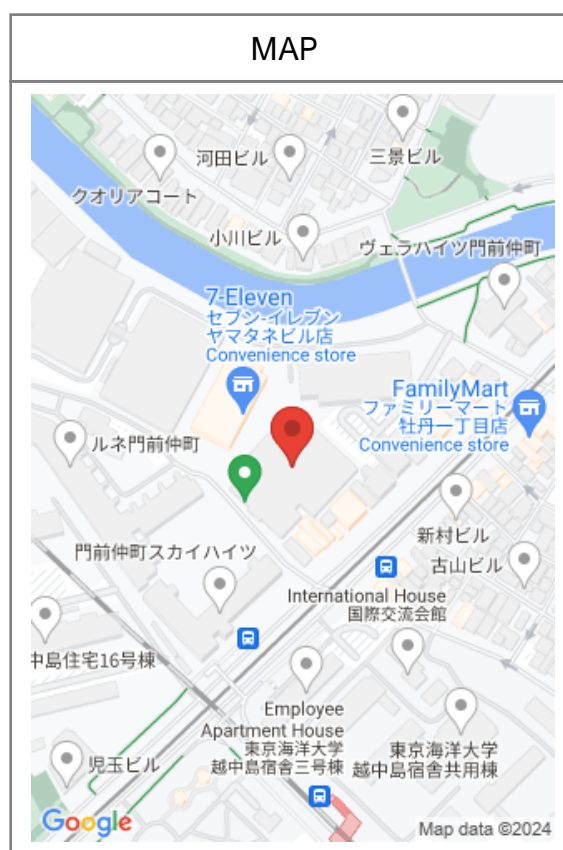 MAP
河田ビル
三景ビル
クオリアコート
小川ビル
ヴェラハイツ門前仲町
7-Eleven
セブン-イレブン
ヤマタネビル店
Convenience store
FamilyMart
ファミリーマート
牡丹一丁目店
Convenience store
ルネ門前仲町
新村ビル
門前仲町スカイハイツ
古山ビル
International House
国際交流会館
中島住宅16号棟
Employee
Apartment House
東京海洋大学
越中島宿舎三号棟
東京海洋大学
越中島宿舎共用棟
児玉ビル
Google
Map data ©2024